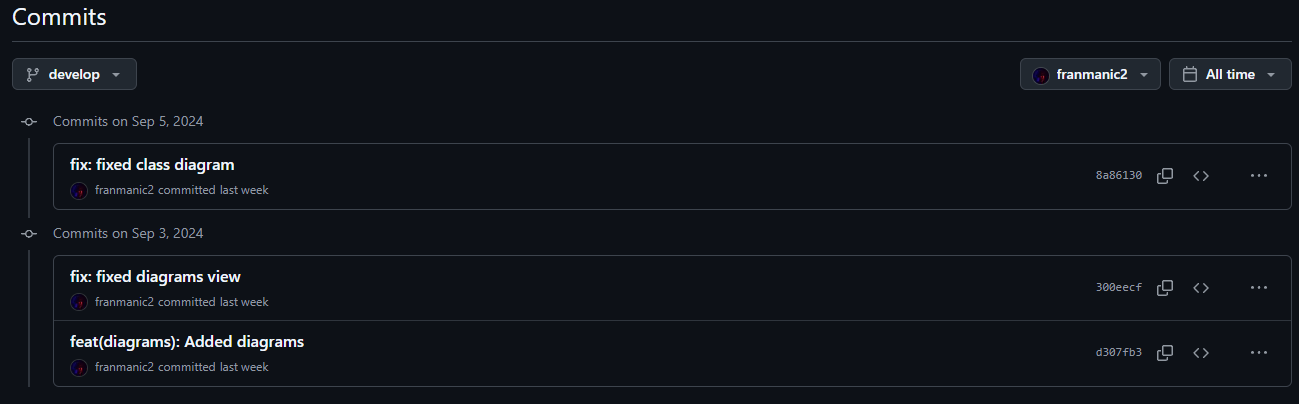 Commits
develop
franmanic2
All time
Commits on Sep 5, 2024
fix: fixed class diagram
8a86130
franmanic2 committed last week
Commits on Sep 3, 2024
fix: fixed diagrams view
300eecf
franmanic2 committed last week
feat(diagrams): Added diagrams
d307fb3
franmanic2 committed last week